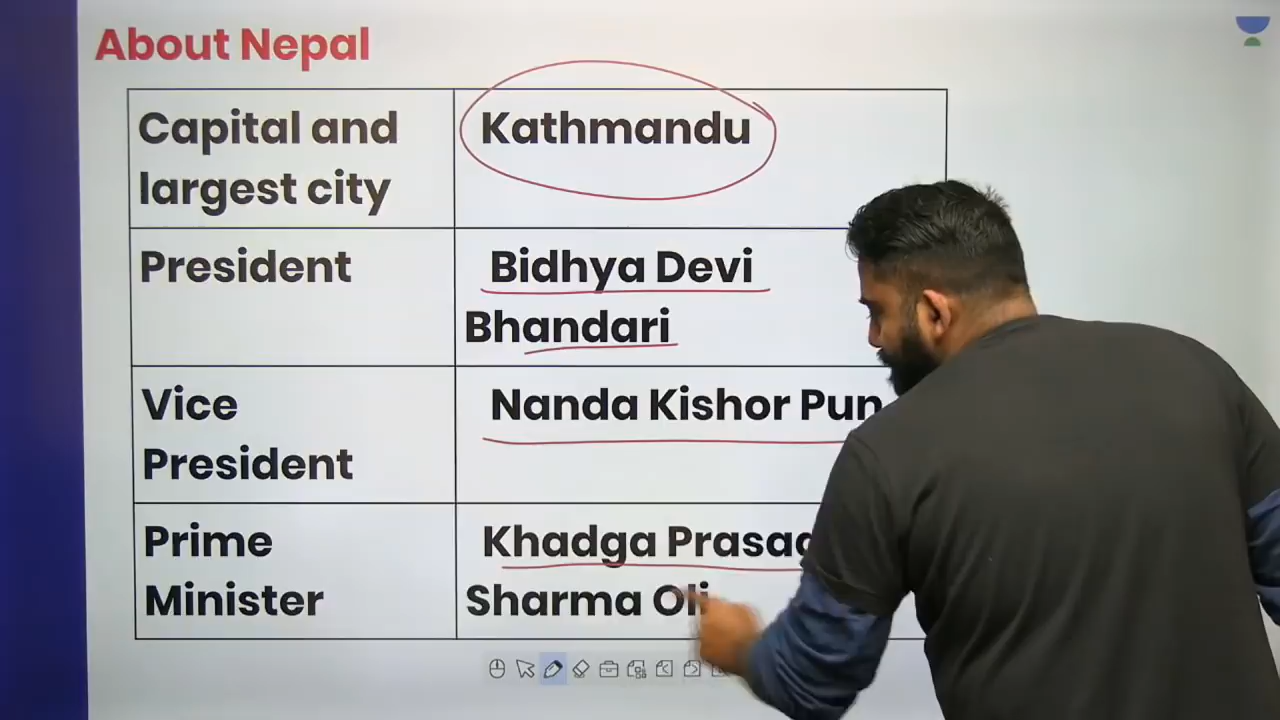 About Nepal
Capital and
largest city
Kathmandu
President
Bidhya Devi
Bhandari
Vice
President
Nanda Kishor Pun
Prime
Minister
Khadga Prasad
Sharma Oli